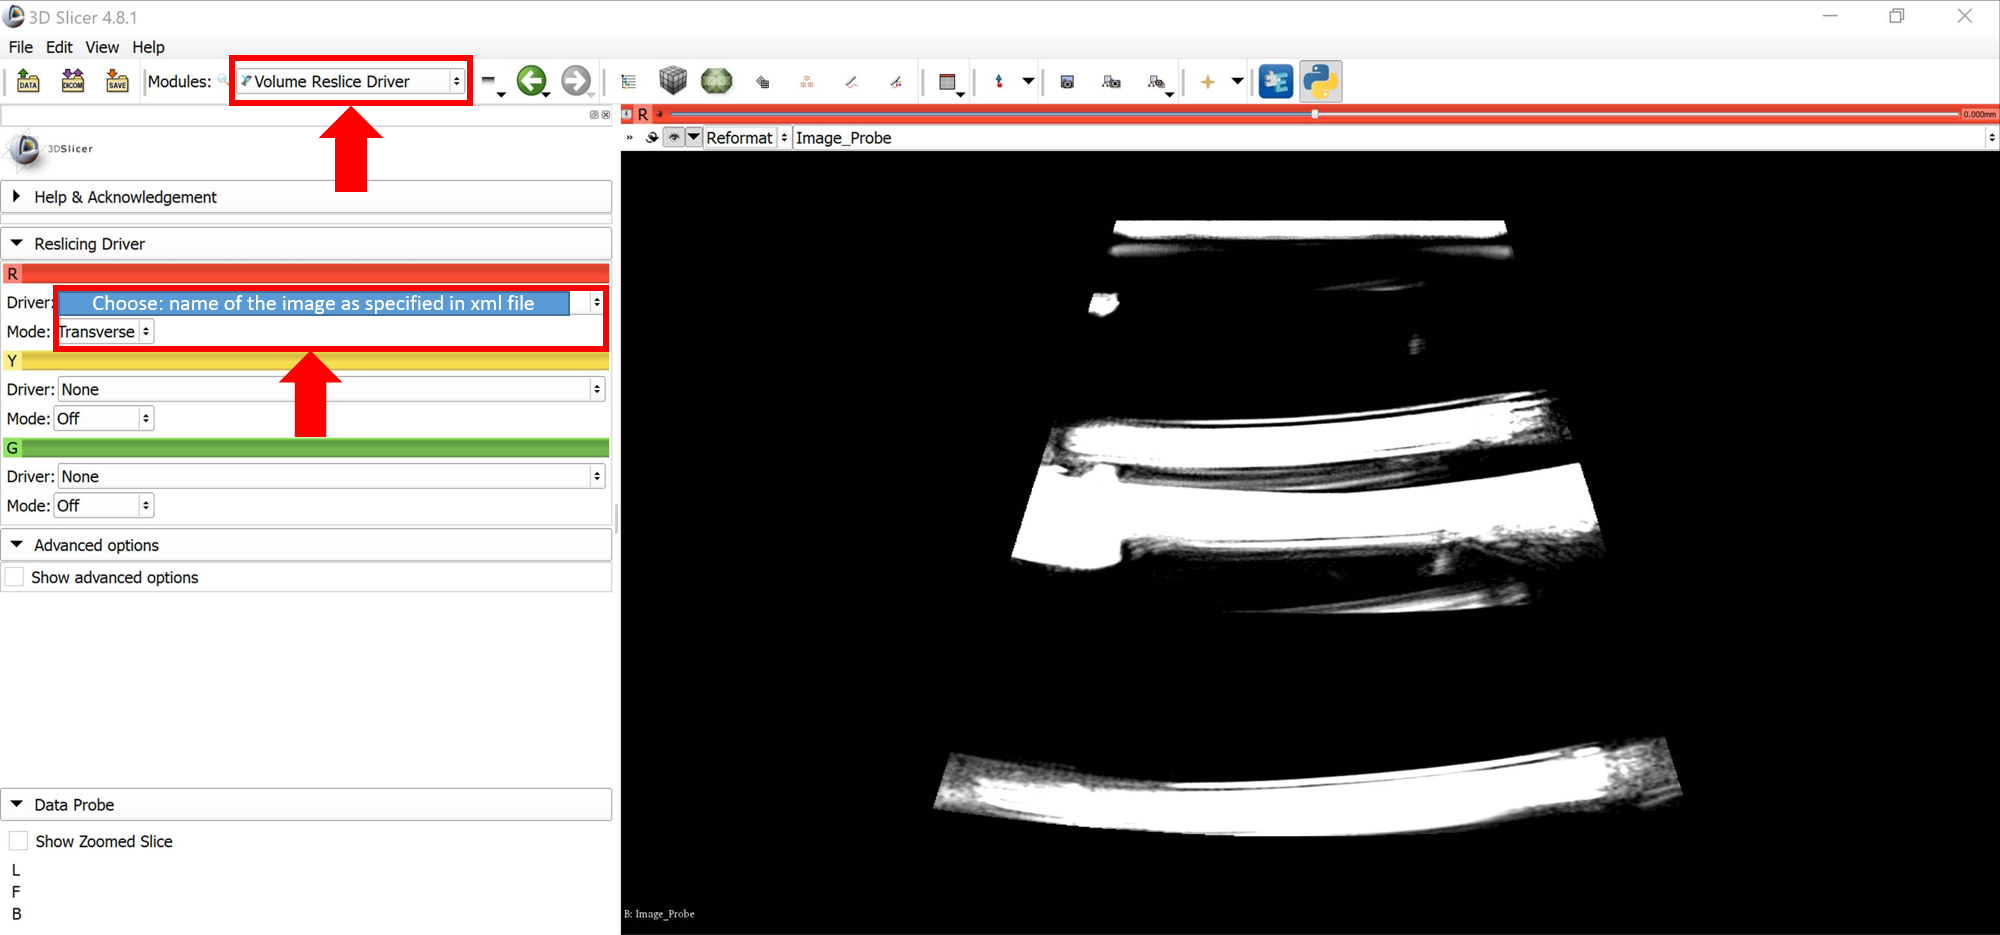 3D Slicer 4.8.1
File Edit View Help
DATA DICOM SAVE Modules: Volume Reslice Driver
R 0.000mm
» Reformat Image_Probe
3DSlicer
Help & Acknowledgement
Reslicing Driver
R
Driver: Choose: name of the image as specified in xml file
Mode: Transverse
Y
Driver: None
Mode: Off
G
Driver: None
Mode: Off
Advanced options
Show advanced options
Data Probe
Show Zoomed Slice
L
F
B
B: Image_Probe